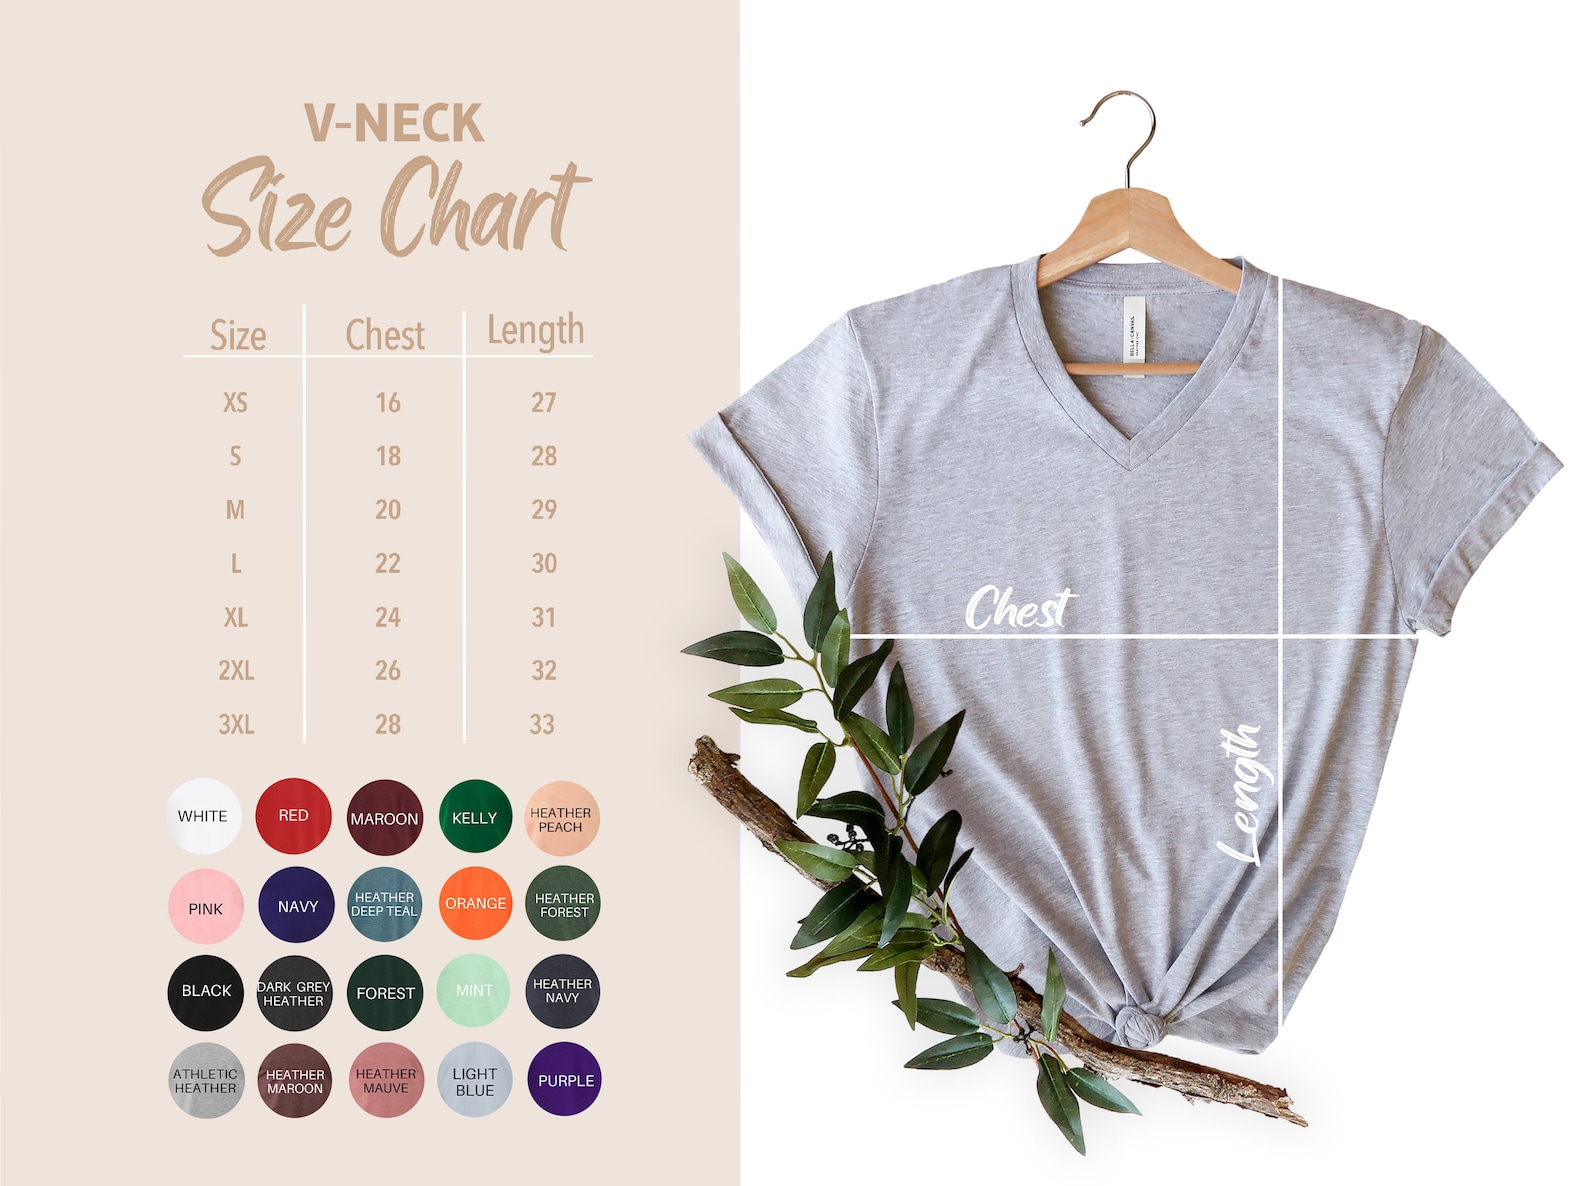 V-NECK
Size Chart
Size Chest Length
XS 16 27
S 18 28
M 20 29
L 22 30
XL 24 31
2XL 26 32
3XL 28 33
WHITE RED MAROON KELLY HEATHER
PEACH
PINK NAVY HEATHER
DEEP TEAL ORANGE HEATHER
FOREST
BLACK DARK GREY
HEATHER FOREST MINT HEATHER
NAVY
ATHLETIC
HEATHER HEATHER
MAROON HEATHER
MAUVE LIGHT
BLUE PURPLE
BELLA+CANVAS.
Chest
Length